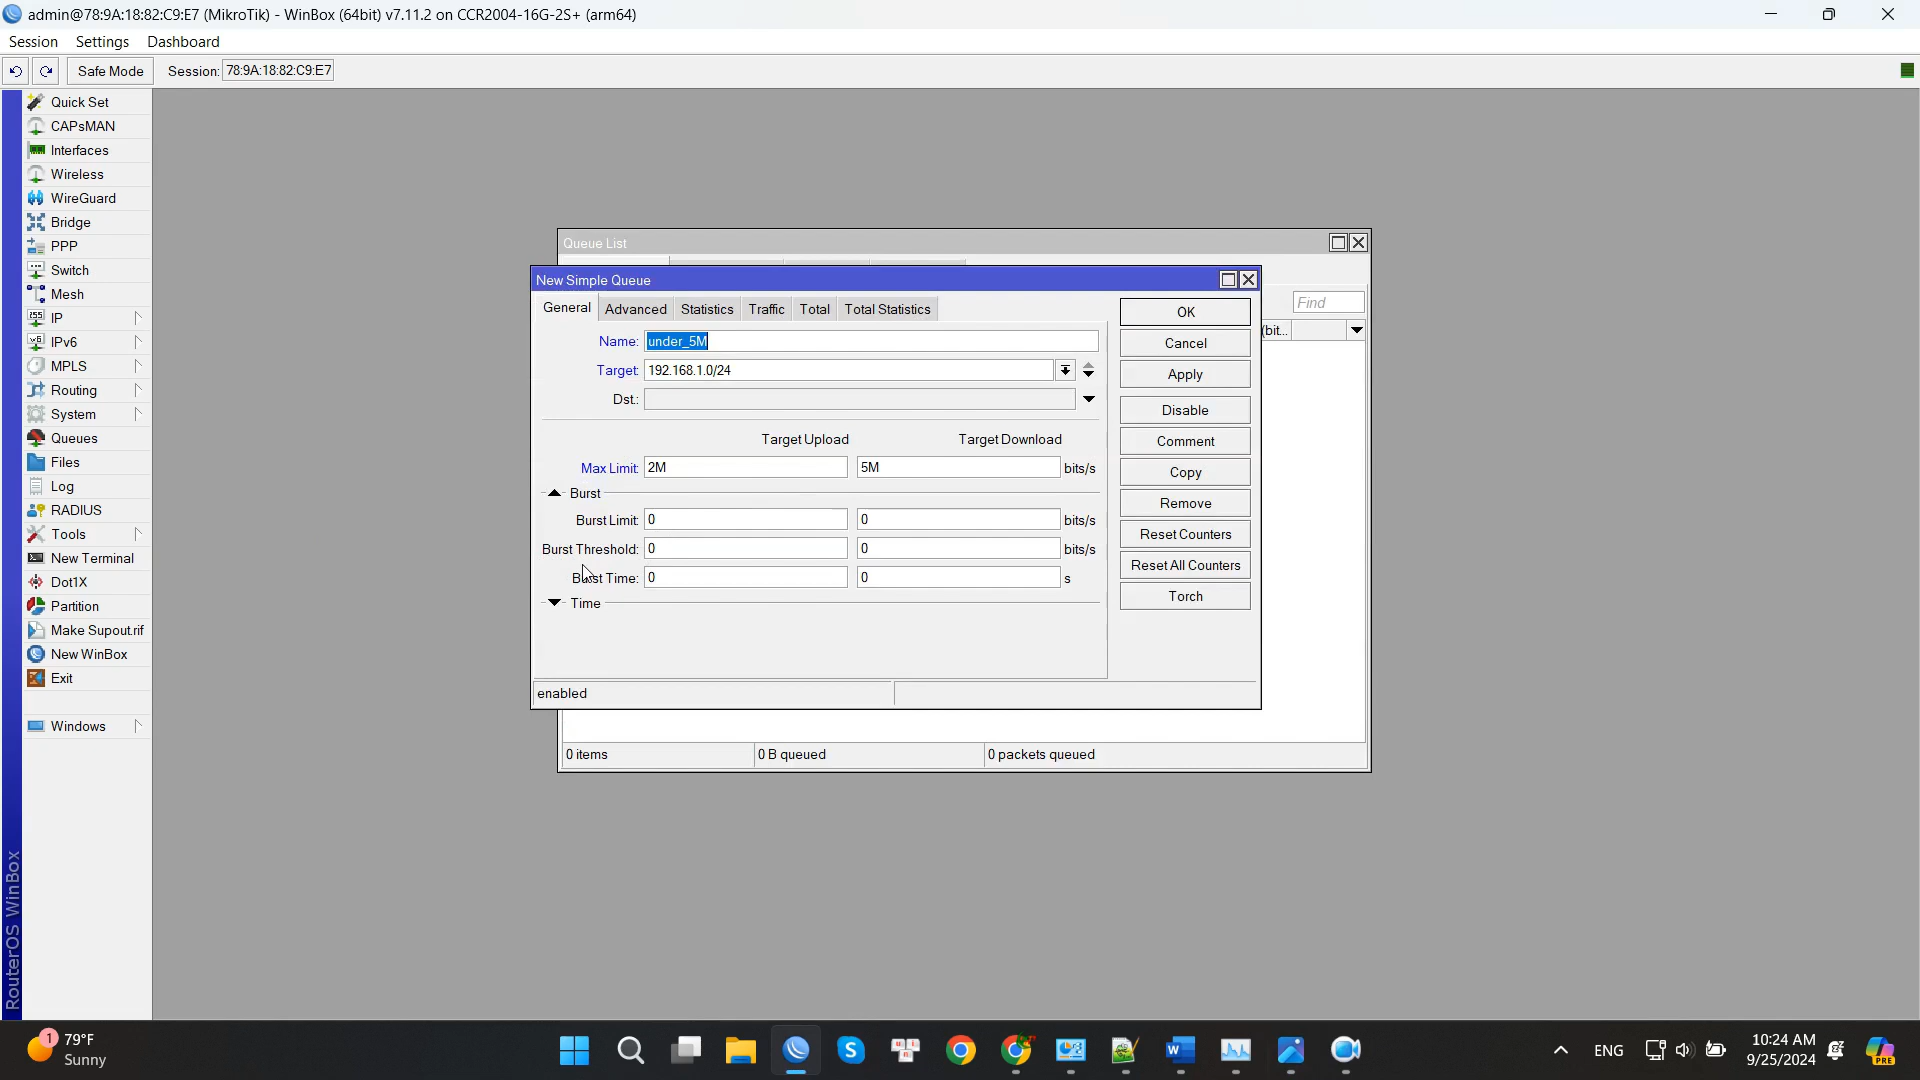 admin@78:9A:18:82:C9:E7 (MikroTik) - WinBox (64bit) v7.11.2 on CCR2004-16G-2S+ (arm64)
Session Settings Dashboard
Safe Mode Session: 78:9A:18:82:C9:E7
Quick Set
CAPsMAN
Interfaces
Wireless
WireGuard
Bridge
PPP
Switch
Mesh
IP
IPv6
MPLS
Routing
System
Queues
Files
Log
RADIUS
Tools
New Terminal
Dot1X
Partition
Make Supout.rif
New WinBox
Exit
Windows
RouterOS WinBox
Queue List
Find
(bit...
New Simple Queue
General Advanced Statistics Traffic Total Total Statistics
Name: under_5M
Target: 192.168.1.0/24
Dst.:
Target Upload Target Download
Max Limit: 2M 5M bits/s
Burst
Burst Limit: 0 0 bits/s
Burst Threshold: 0 0 bits/s
Burst Time: 0 0 s
Time
enabled
OK
Cancel
Apply
Disable
Comment
Copy
Remove
Reset Counters
Reset All Counters
Torch
0 items 0 B queued 0 packets queued
1
79°F
Sunny
ENG
10:24 AM
9/25/2024
PRE